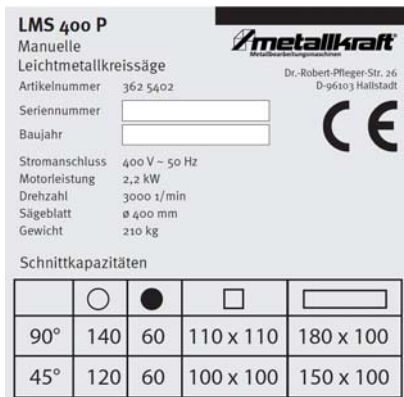 LMS 400 P
Manuelle
Leichtmetallkreissäge
metallkraft
Metallbearbeitungsmaschinen
Dr.-Robert-Pfleger-Str. 26
D-96103 Hallstadt
Artikelnummer 362 5402
Seriennummer
Baujahr
CE
Stromanschluss 400 V ~ 50 Hz
Motorleistung 2,2 kW
Drehzahl 3000 1/min
Sägeblatt ø 400 mm
Gewicht 210 kg
Schnittkapazitäten
90° 140 60 110 x 110 180 x 100
45° 120 60 100 x 100 150 x 100